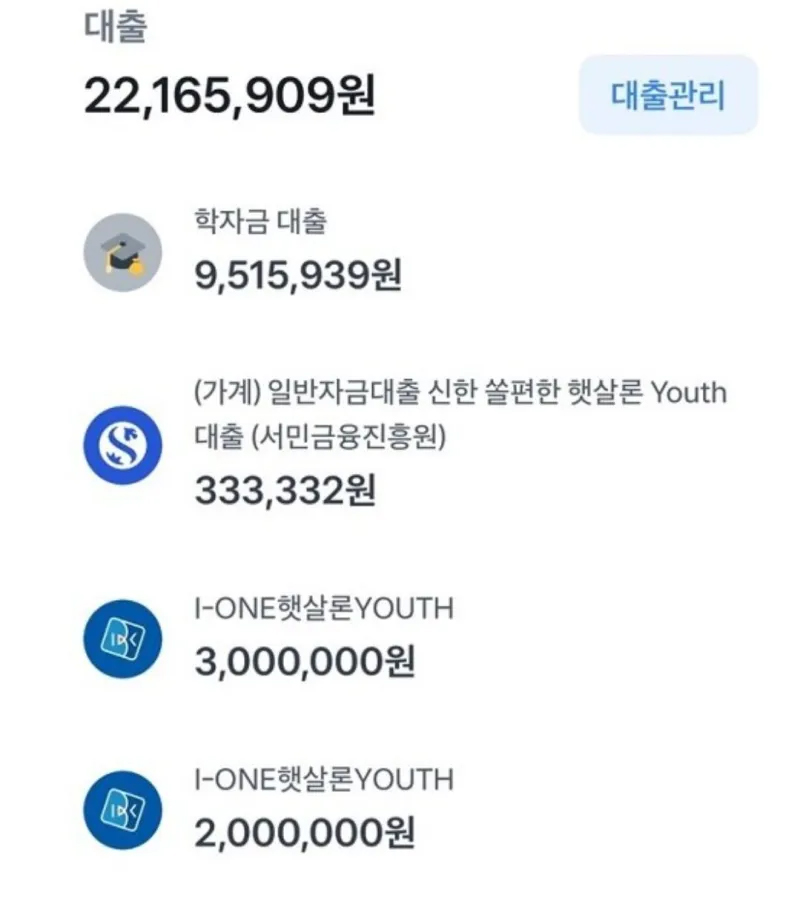 대출
22,165,909원
대출관리
학자금 대출
9,515,939원
(가계) 일반자금대출 신한 쏠편한 햇살론 Youth
대출 (서민금융진흥원)
333,332원
I-ONE햇살론YOUTH
3,000,000원
I-ONE햇살론YOUTH
2,000,000원